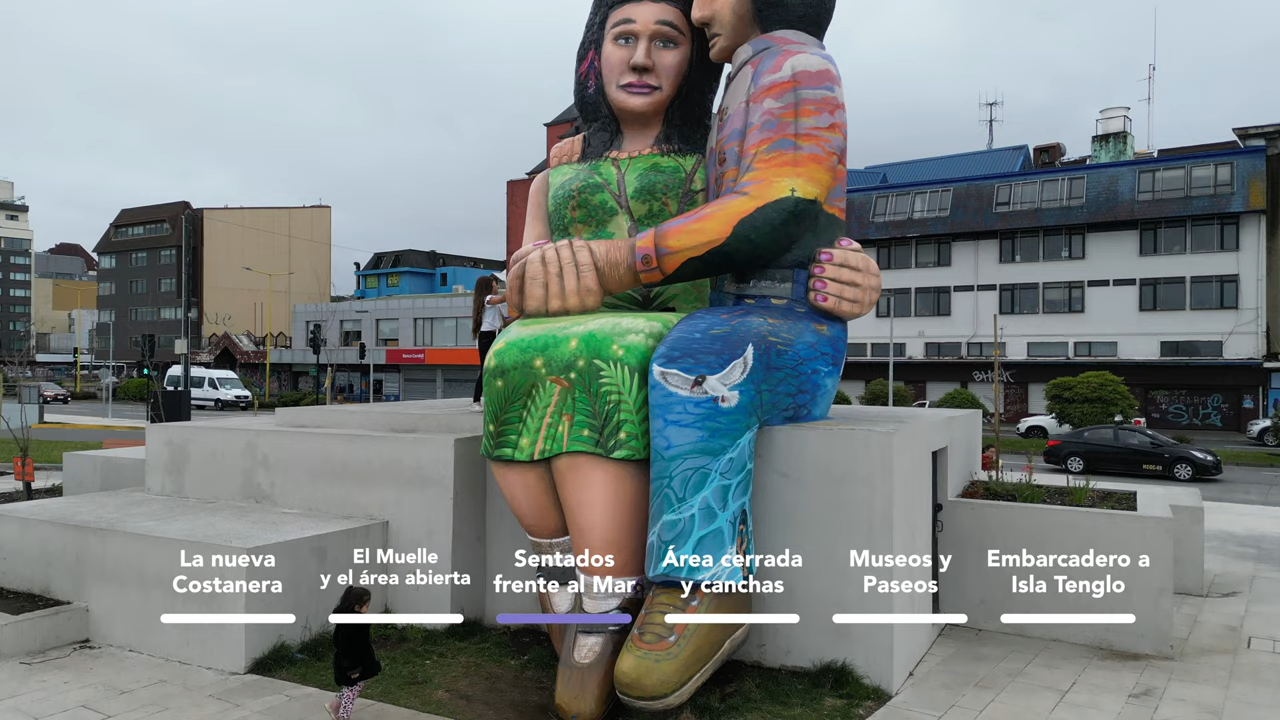 La nueva
Costanera
El Muelle
y el área abierta
Sentados
frente al Mar
Área cerrada
y canchas
Museos y
Paseos
Embarcadero a
Isla Tenglo